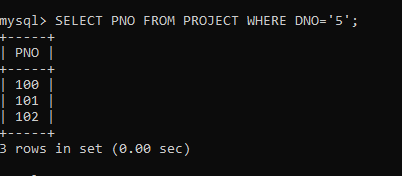 mysql> SELECT PNO FROM PROJECT WHERE DNO='5';
+-----+
| PNO |
+-----+
| 100 |
| 101 |
| 102 |
+-----+
3 rows in set (0.00 sec)